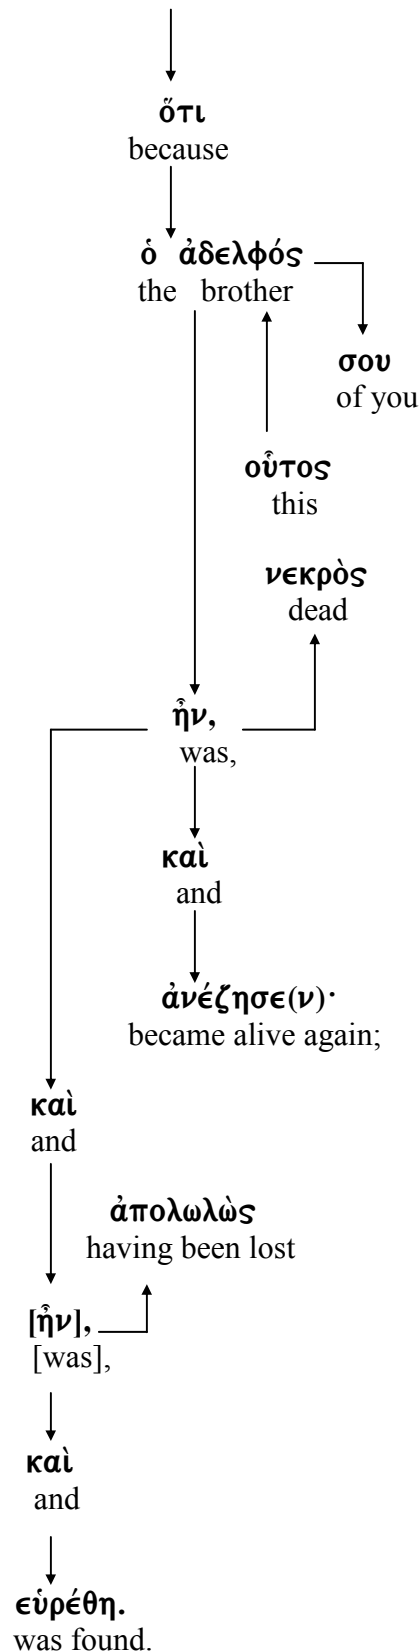 ὅτι
because
ὁ ἀδελφός
the brother
σου
of you
οὗτος
this
νεκρὸς
dead
ἦν,
was,
καὶ
and
ἀνέζησε(ν)·
became alive again;
καὶ
and
ἀπολωλὼς
having been lost
[ἦν],
[was],
καὶ
and
εὑρέθη.
was found.